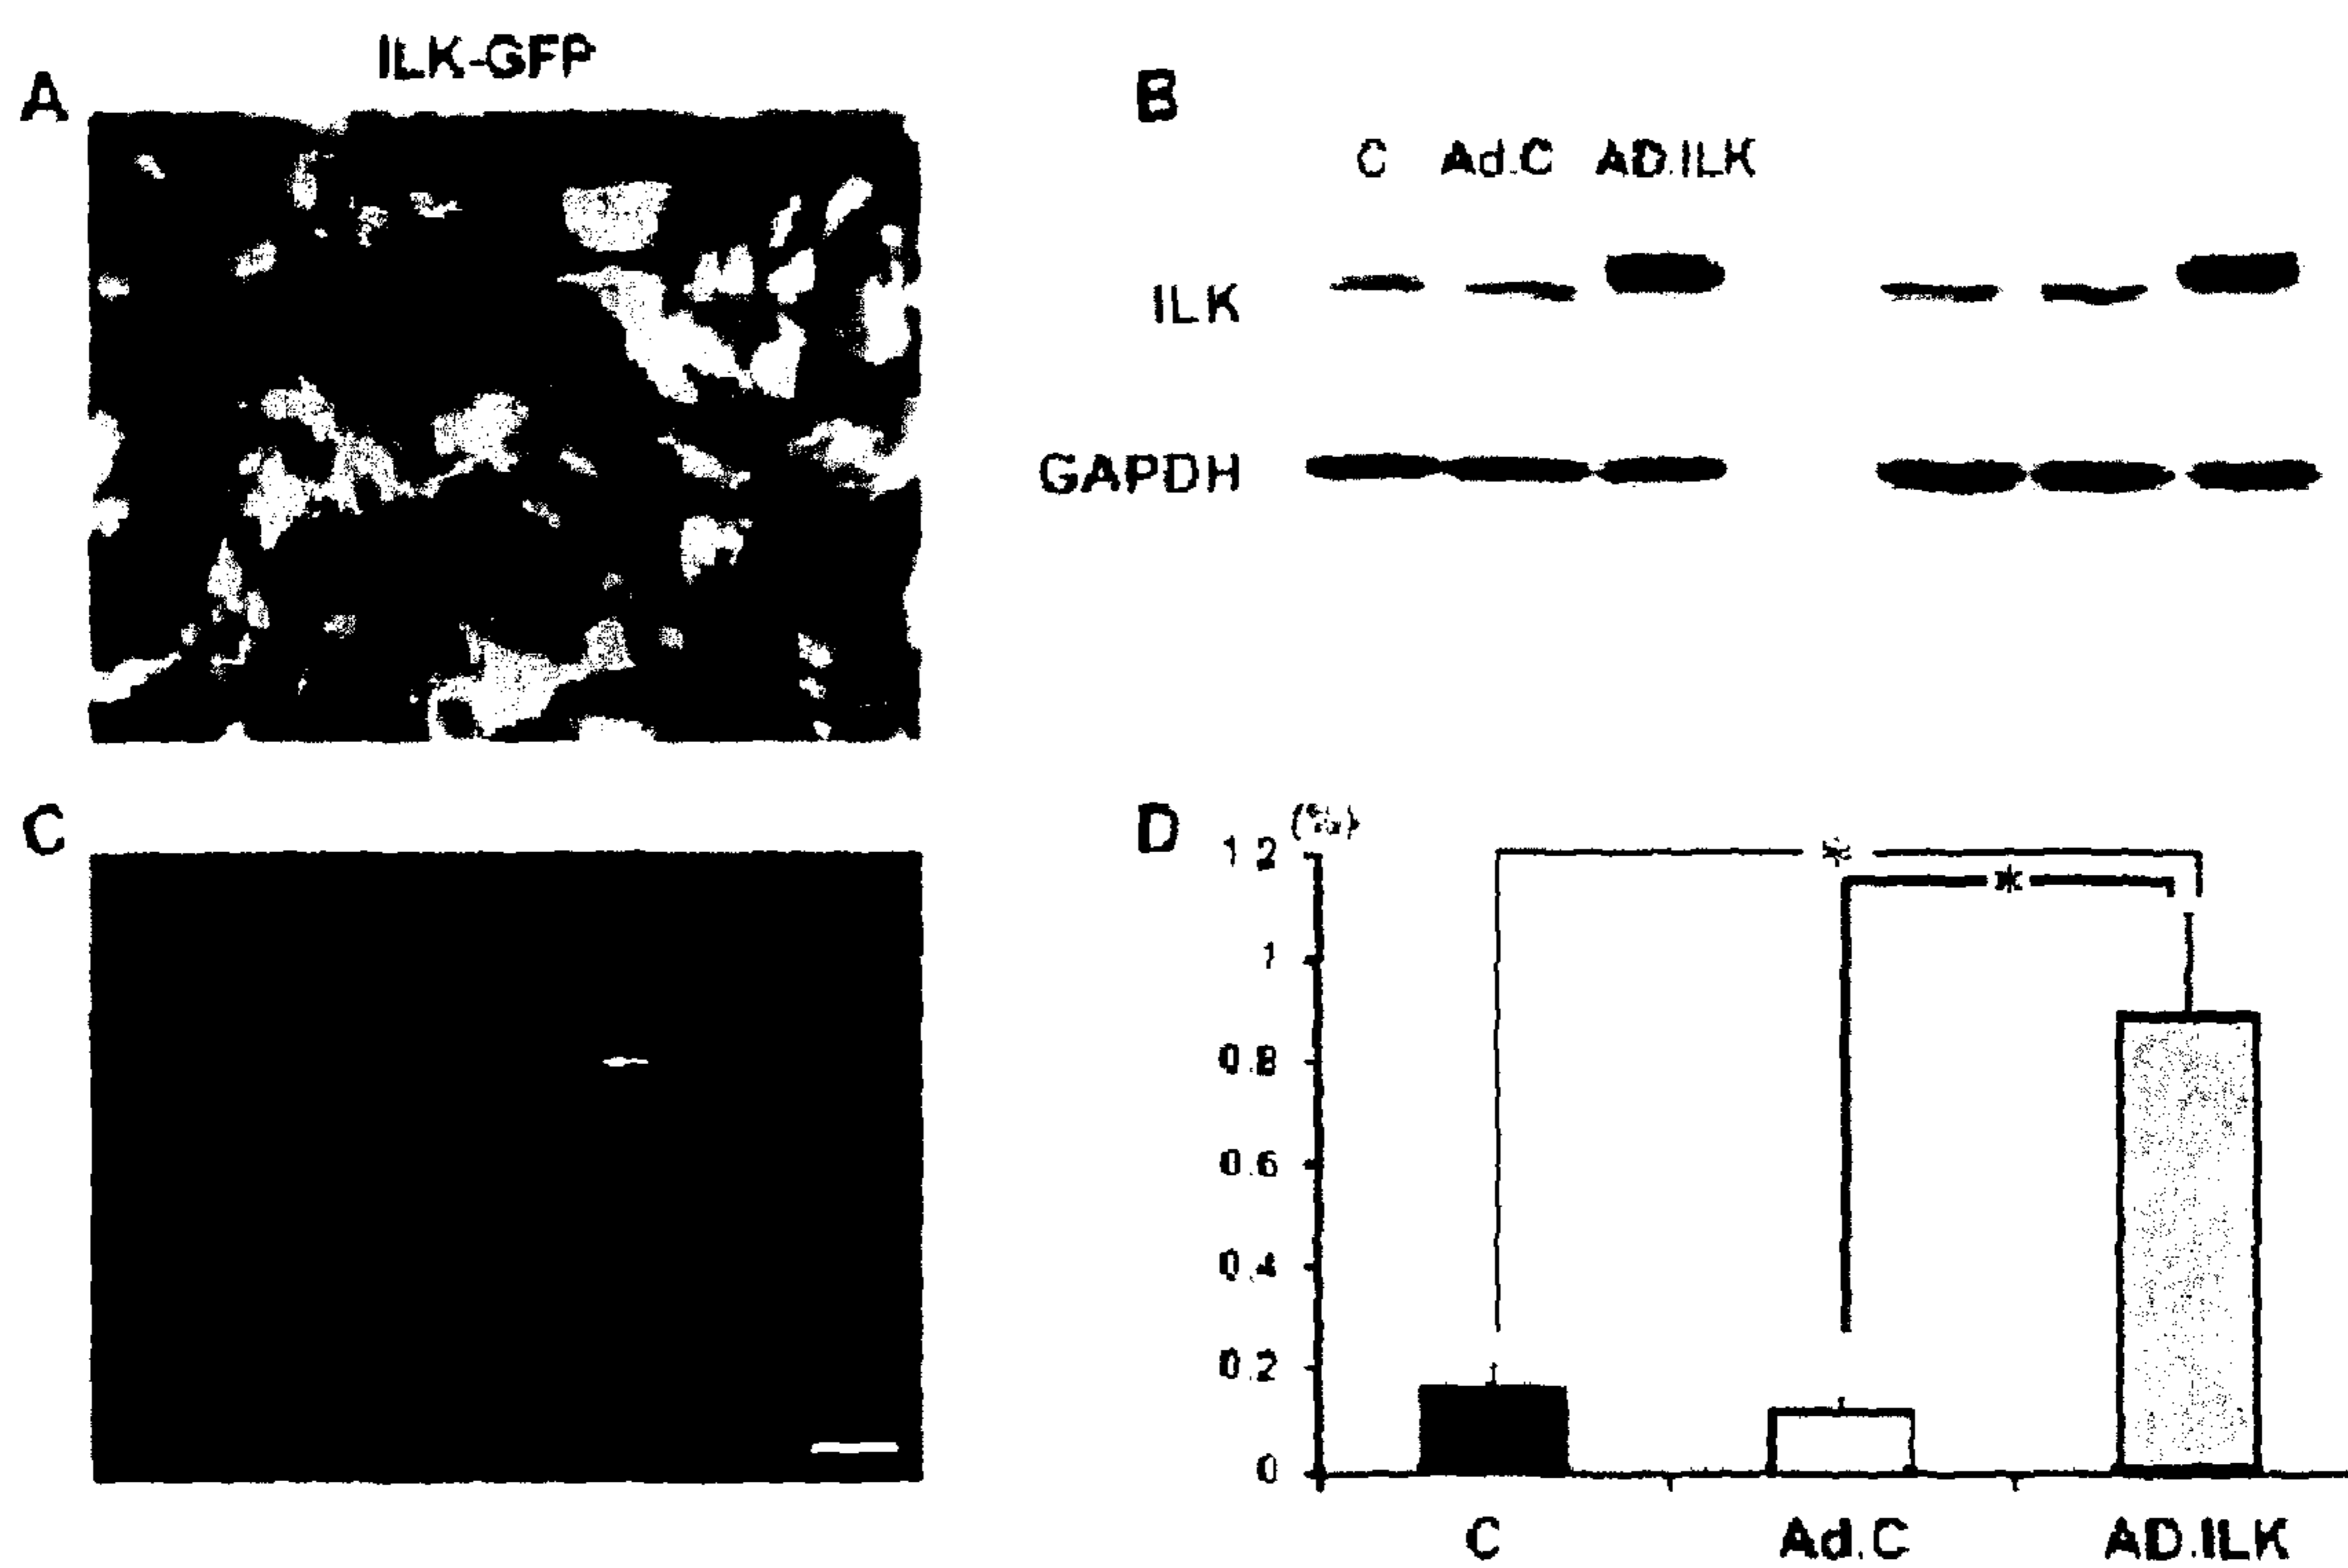 A
ILK-GFP
B
C Ad.C AD.ILK
ILK
GAPDH
C
D
(%)
1.2
*
*
1
0.8
0.6
0.4
0.2
0
C Ad.C AD.ILK